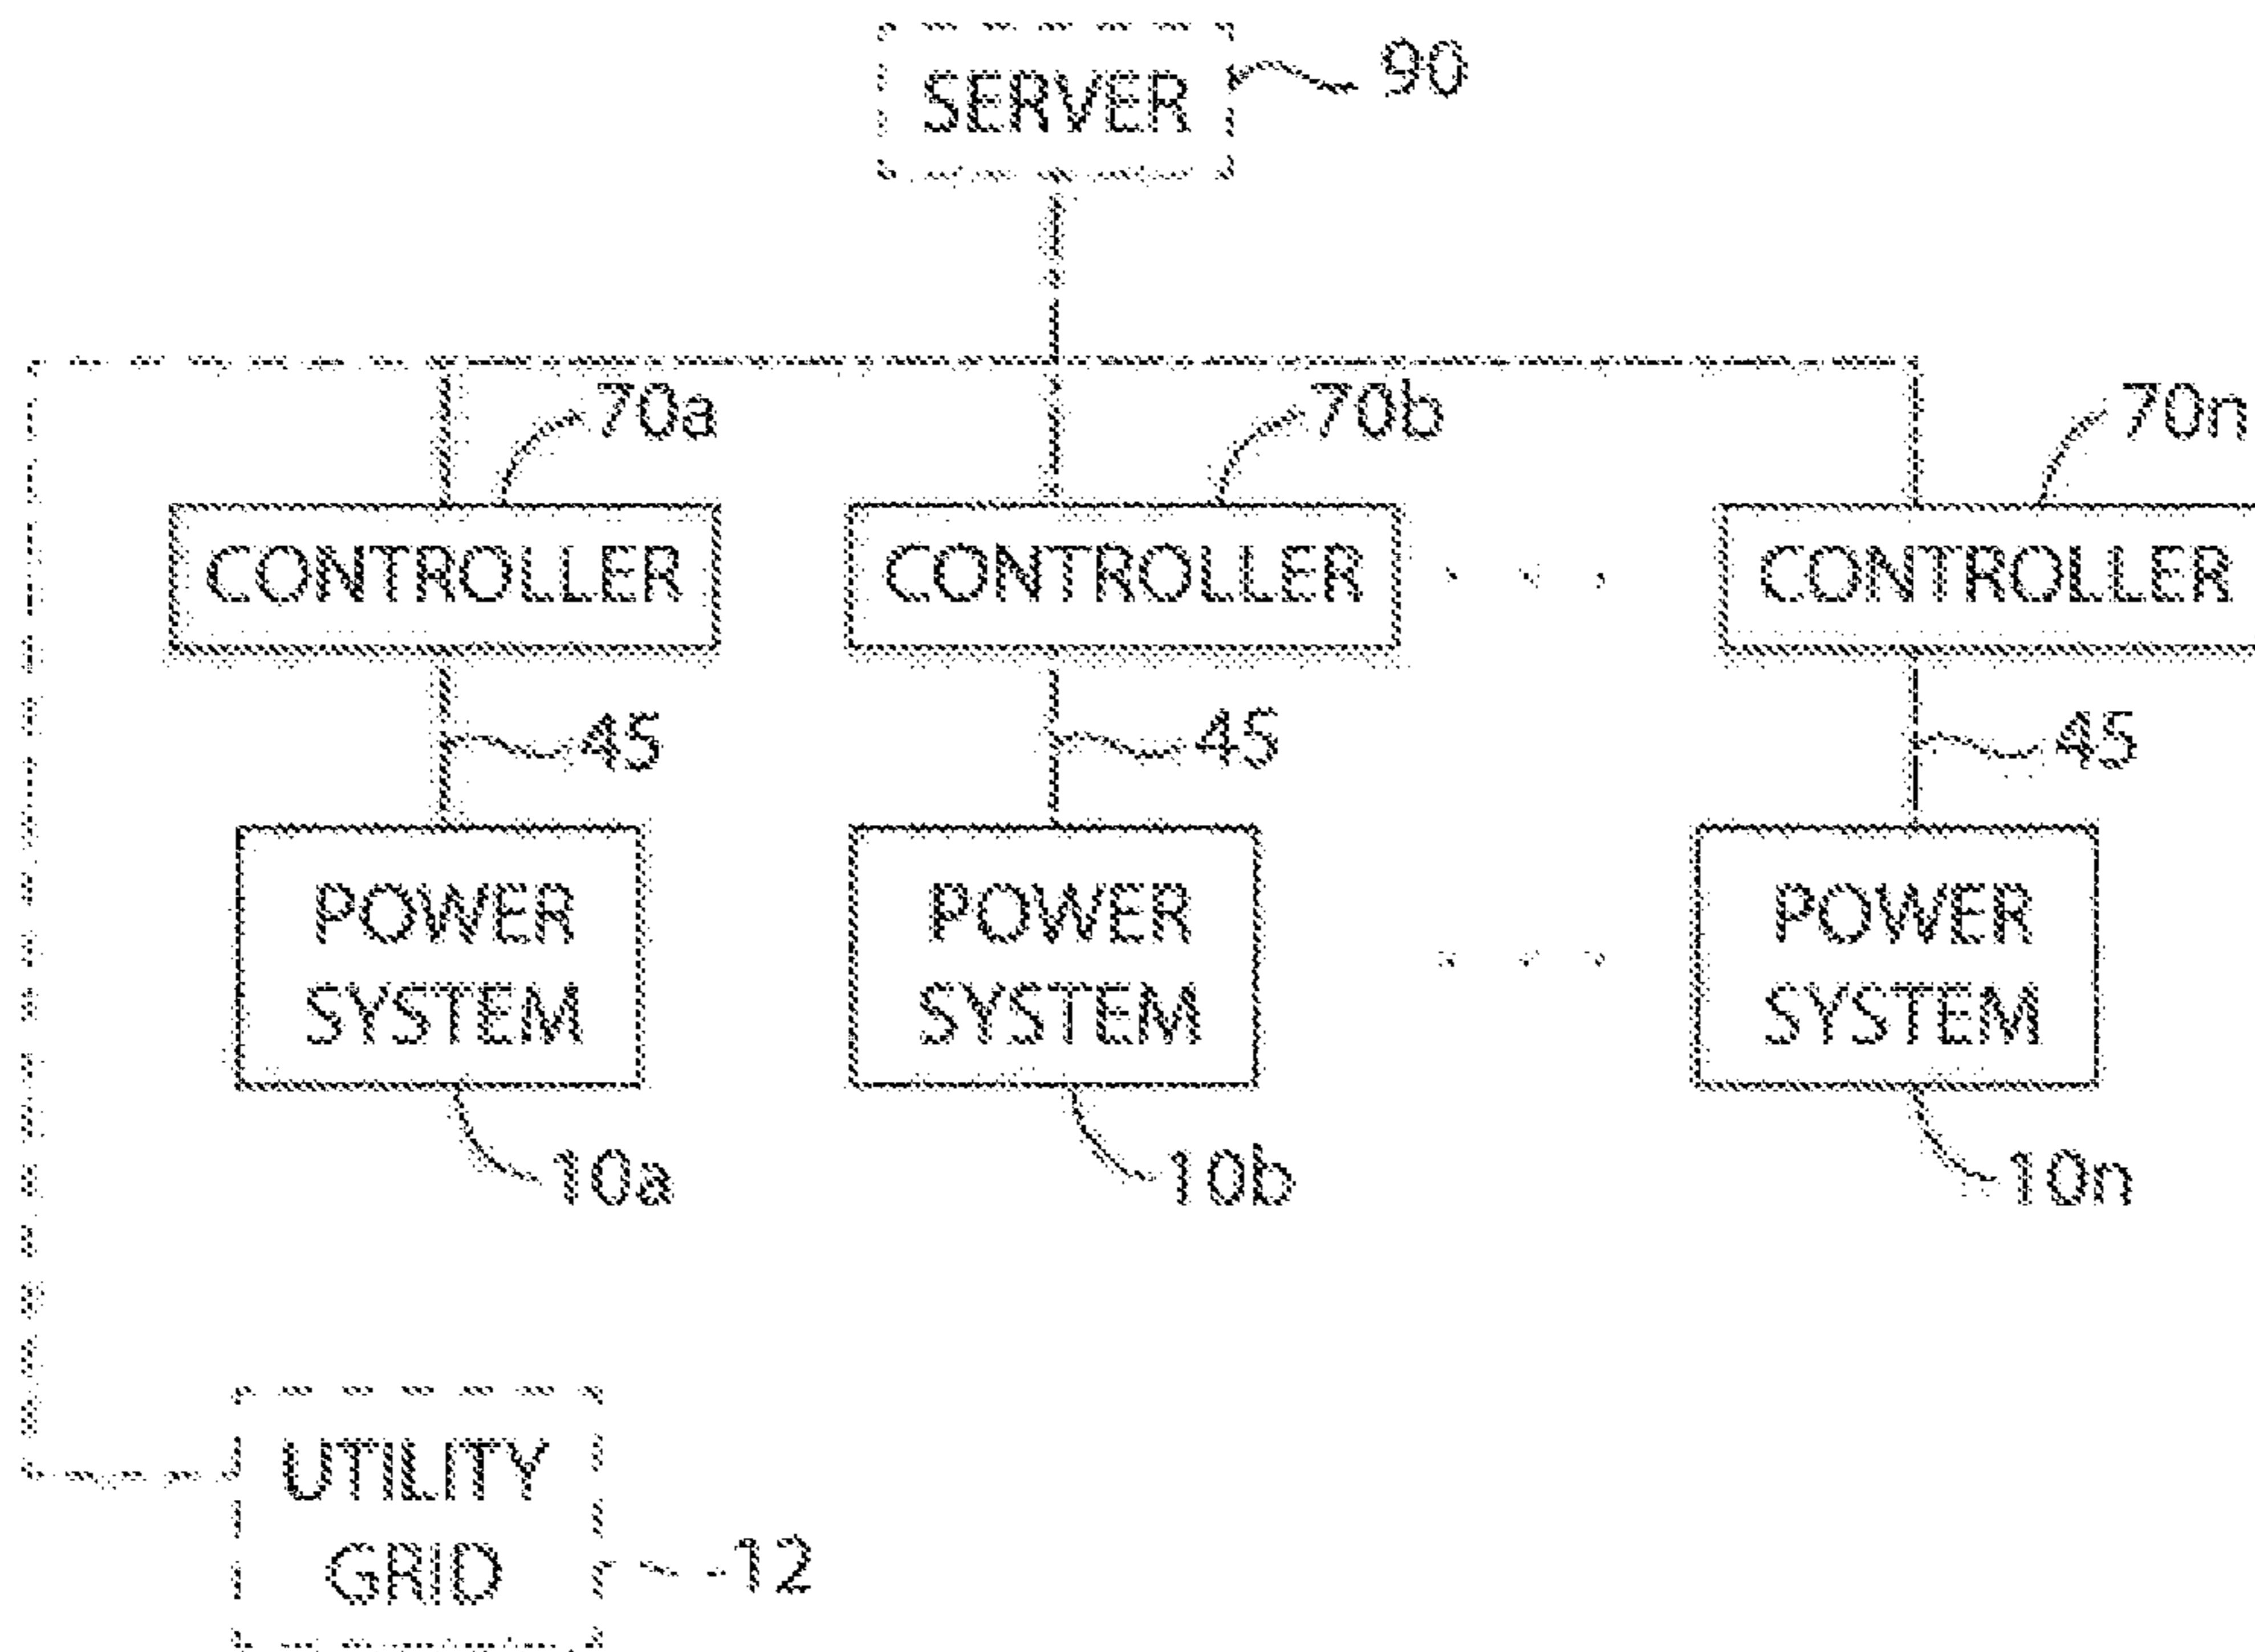 SERVER
90
70a
70b
70n
CONTROLLER
CONTROLLER
CONTROLLER
45
45
45
POWER
SYSTEM
POWER
SYSTEM
POWER
SYSTEM
10a
10b
10n
UTILITY
GRID
12